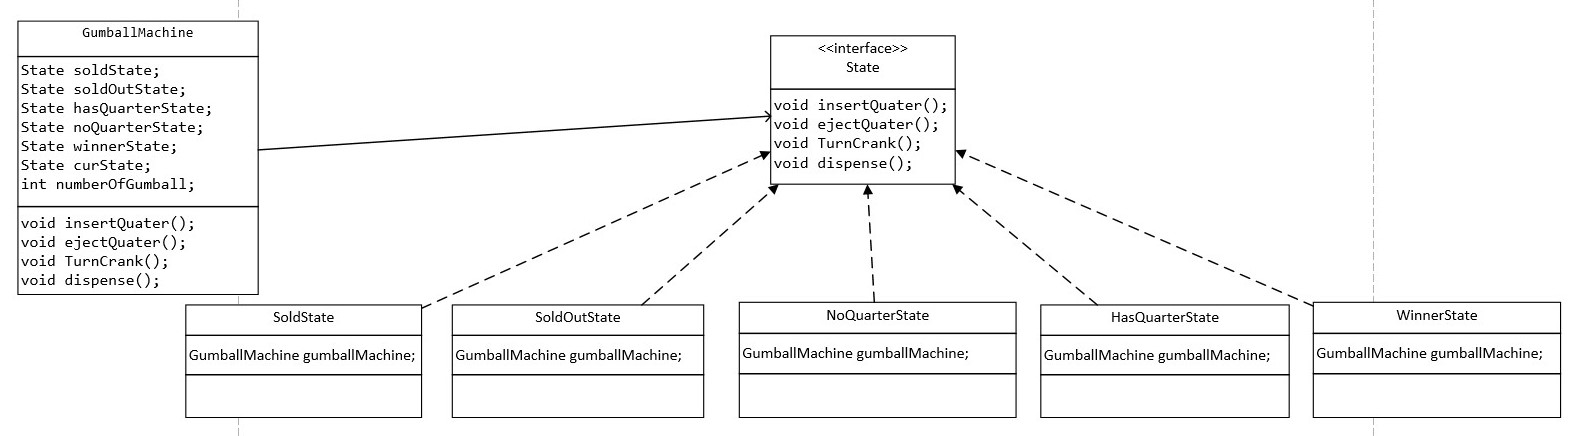 GumballMachine
State soldState;
State soldOutState;
State hasQuarterState;
State noQuarterState;
State winnerState;
State curState;
int numberOfGumball;
void insertQuater();
void ejectQuater();
void TurnCrank();
void dispense();
<<interface>>
State
void insertQuater();
void ejectQuater();
void TurnCrank();
void dispense();
SoldState
GumballMachine gumballMachine;
SoldOutState
GumballMachine gumballMachine;
NoQuarterState
GumballMachine gumballMachine;
HasQuarterState
GumballMachine gumballMachine;
WinnerState
GumballMachine gumballMachine;